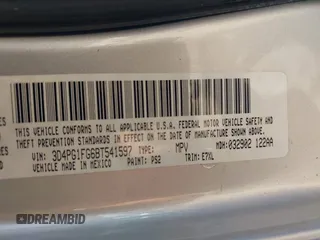 THIS VEHICLE CONFORMS TO ALL APPLICABLE U.S.A. FEDERAL MOTOR VEHICLE SAFETY AND
THEFT PREVENTION STANDARDS IN EFFECT ON THE DATE OF MANUFACTURE SHOWN ABOVE.
VIN: 3D4PG1FG6BT541597 TYPE: MPV MDH: 032902 122AA
VEHICLE MADE IN MEXICO PAINT: PS2 TRIM: E7XL
DREAMBID